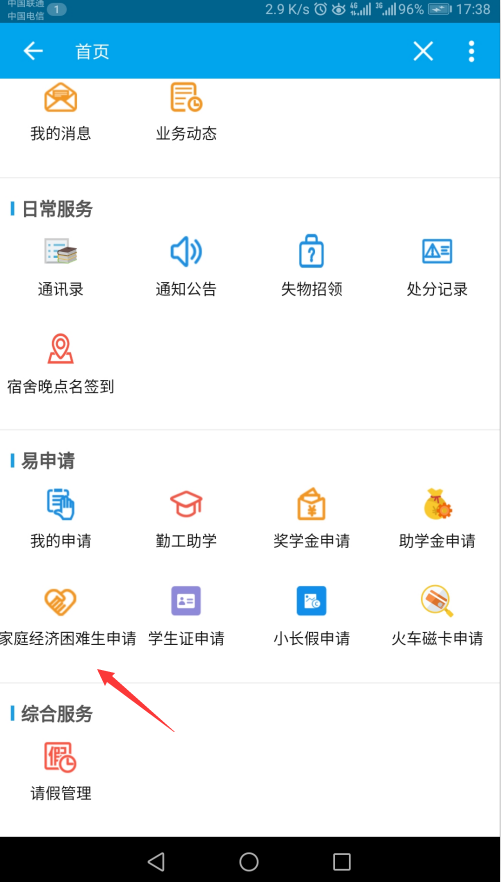 中国联通
中国电信 1
2.9 K/s 4G 3G 96% 17:38
首页
我的消息 业务动态
日常服务
通讯录 通知公告 失物招领 处分记录
宿舍晚点名签到
易申请
我的申请 勤工助学 奖学金申请 助学金申请
家庭经济困难生申请 学生证申请 小长假申请 火车磁卡申请
综合服务
假
请假管理